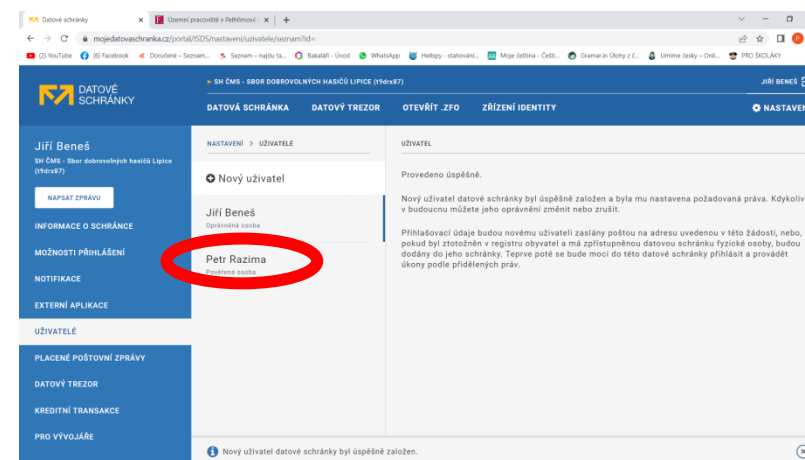 Datové schránky
Územní pracoviště v Pelhřimově
mojedatovaschranka.cz/portal/ISDS/nastaveni/uzivatele/seznam?id=
(2) YouTube (6) Facebook Doručené – Seznam... Seznam – najdu ta... Bakaláři - Úvod WhatsApp Hellspy - stahování... Moje čeština - Češti... Gramar.in Úlohy z č... Umíme česky – Onli... PRO ŠKOLÁKY
DATOVÉ
SCHRÁNKY
SH ČMS - SBOR DOBROVOLNÝCH HASIČŮ LIPICE (t9drx87)
JIŘÍ BENEŠ
DATOVÁ SCHRÁNKA DATOVÝ TREZOR OTEVŘÍT .ZFO ZŘÍZENÍ IDENTITY
NASTAVEN
Jiří Beneš
SH ČMS - Sbor dobrovolných hasičů Lipice
(t9drx87)
NAPSAT ZPRÁVU
INFORMACE O SCHRÁNCE
MOŽNOSTI PŘIHLÁŠENÍ
NOTIFIKACE
EXTERNÍ APLIKACE
UŽIVATELÉ
PLACENÉ POŠTOVNÍ ZPRÁVY
DATOVÝ TREZOR
KREDITNÍ TRANSAKCE
PRO VÝVOJÁŘE
NASTAVENÍ > UŽIVATELÉ
Nový uživatel
Jiří Beneš
Oprávněná osoba
Petr Razima
Pověřená osoba
UŽIVATEL
Provedeno úspěšně.
Nový uživatel datové schránky byl úspěšně založen a byla mu nastavena požadovaná práva. Kdykoliv
v budoucnu můžete jeho oprávnění změnit nebo zrušit.
Přihlašovací údaje budou novému uživateli zaslány poštou na adresu uvedenou v této žádosti, nebo,
pokud byl ztotožněn v registru obyvatel a má zpřístupněnou datovou schránku fyzické osoby, budou
dodány do jeho schránky. Teprve poté se bude moci do této datové schránky přihlásit a provádět
úkony podle přidělených práv.
Nový uživatel datové schránky byl úspěšně založen.